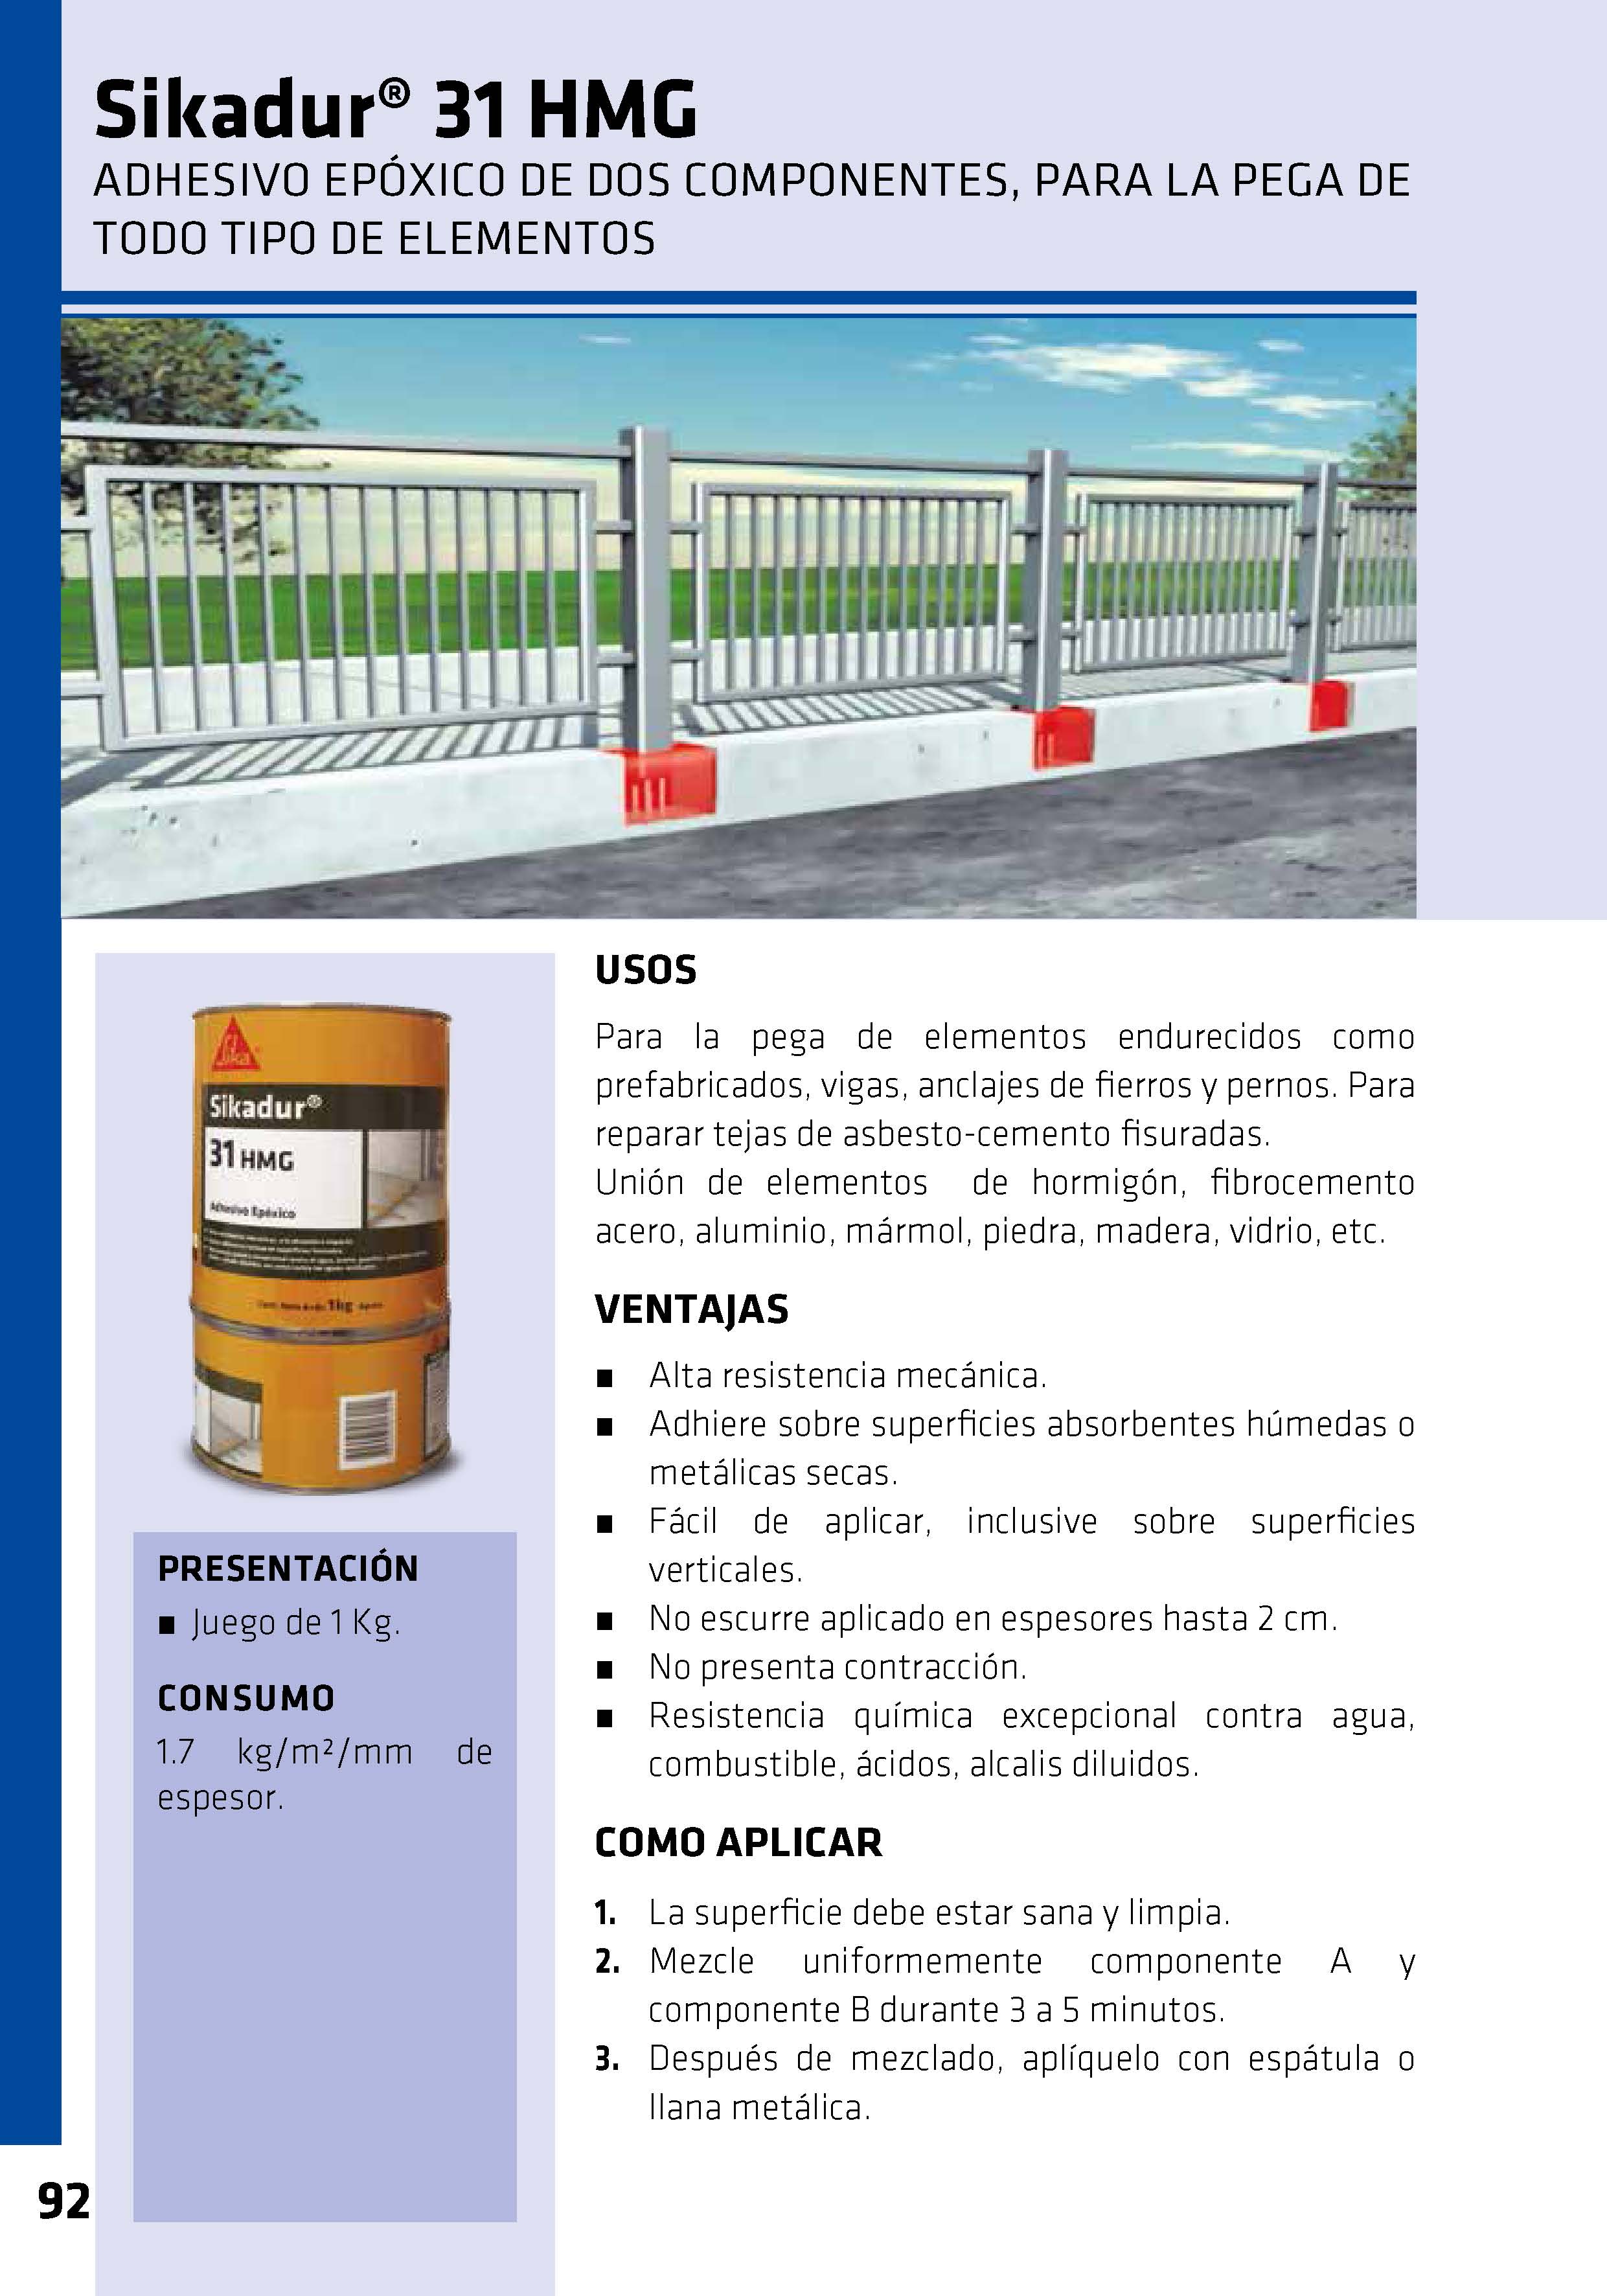 Sikadur® 31 HMG
ADHESIVO EPÓXICO DE DOS COMPONENTES, PARA LA PEGA DE
TODO TIPO DE ELEMENTOS
Sikadur®
31 HMG
Adhesivo Epóxico
1kg
PRESENTACIÓN
■ Juego de 1 Kg.
CONSUMO
1.7 kg/m²/mm de
espesor.
USOS
Para la pega de elementos endurecidos como
prefabricados, vigas, anclajes de fierros y pernos. Para
reparar tejas de asbesto-cemento fisuradas.
Unión de elementos de hormigón, fibrocemento
acero, aluminio, mármol, piedra, madera, vidrio, etc.
VENTAJAS
■ Alta resistencia mecánica.
■ Adhiere sobre superficies absorbentes húmedas o
metálicas secas.
■ Fácil de aplicar, inclusive sobre superficies
verticales.
■ No escurre aplicado en espesores hasta 2 cm.
■ No presenta contracción.
■ Resistencia química excepcional contra agua,
combustible, ácidos, alcalis diluidos.
COMO APLICAR
1. La superficie debe estar sana y limpia.
2. Mezcle uniformemente componente A y
componente B durante 3 a 5 minutos.
3. Después de mezclado, aplíquelo con espátula o
llana metálica.
92